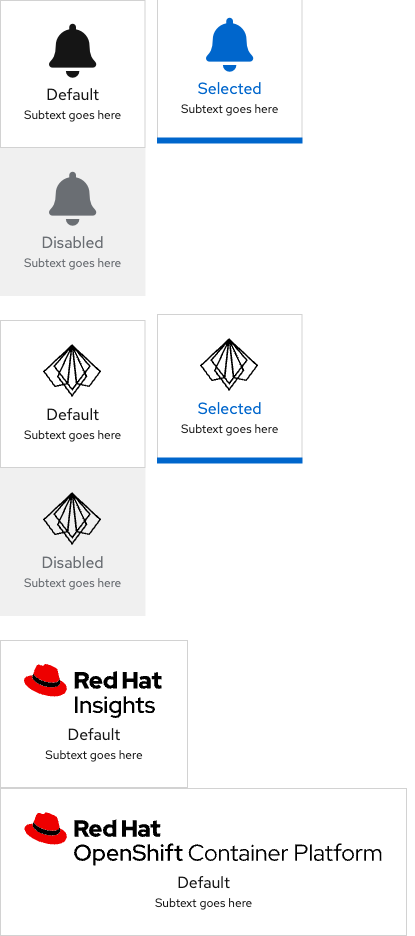 Default
Subtext goes here
Selected
Subtext goes here
Disabled
Subtext goes here
Default
Subtext goes here
Selected
Subtext goes here
Disabled
Subtext goes here
Red Hat
Insights
Default
Subtext goes here
Red Hat
OpenShift Container Platform
Default
Subtext goes here